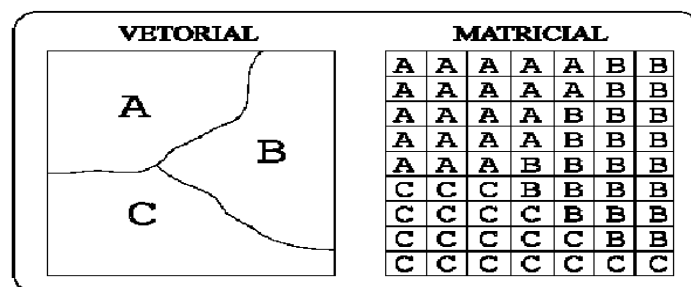 VETORIAL
A
B
C
MATRICIAL
A A A A A B B
A A A A A B B
A A A A B B B
A A A A B B B
A A A B B B B
C C C B B B B
C C C C B B B
C C C C C B B
C C C C C C C